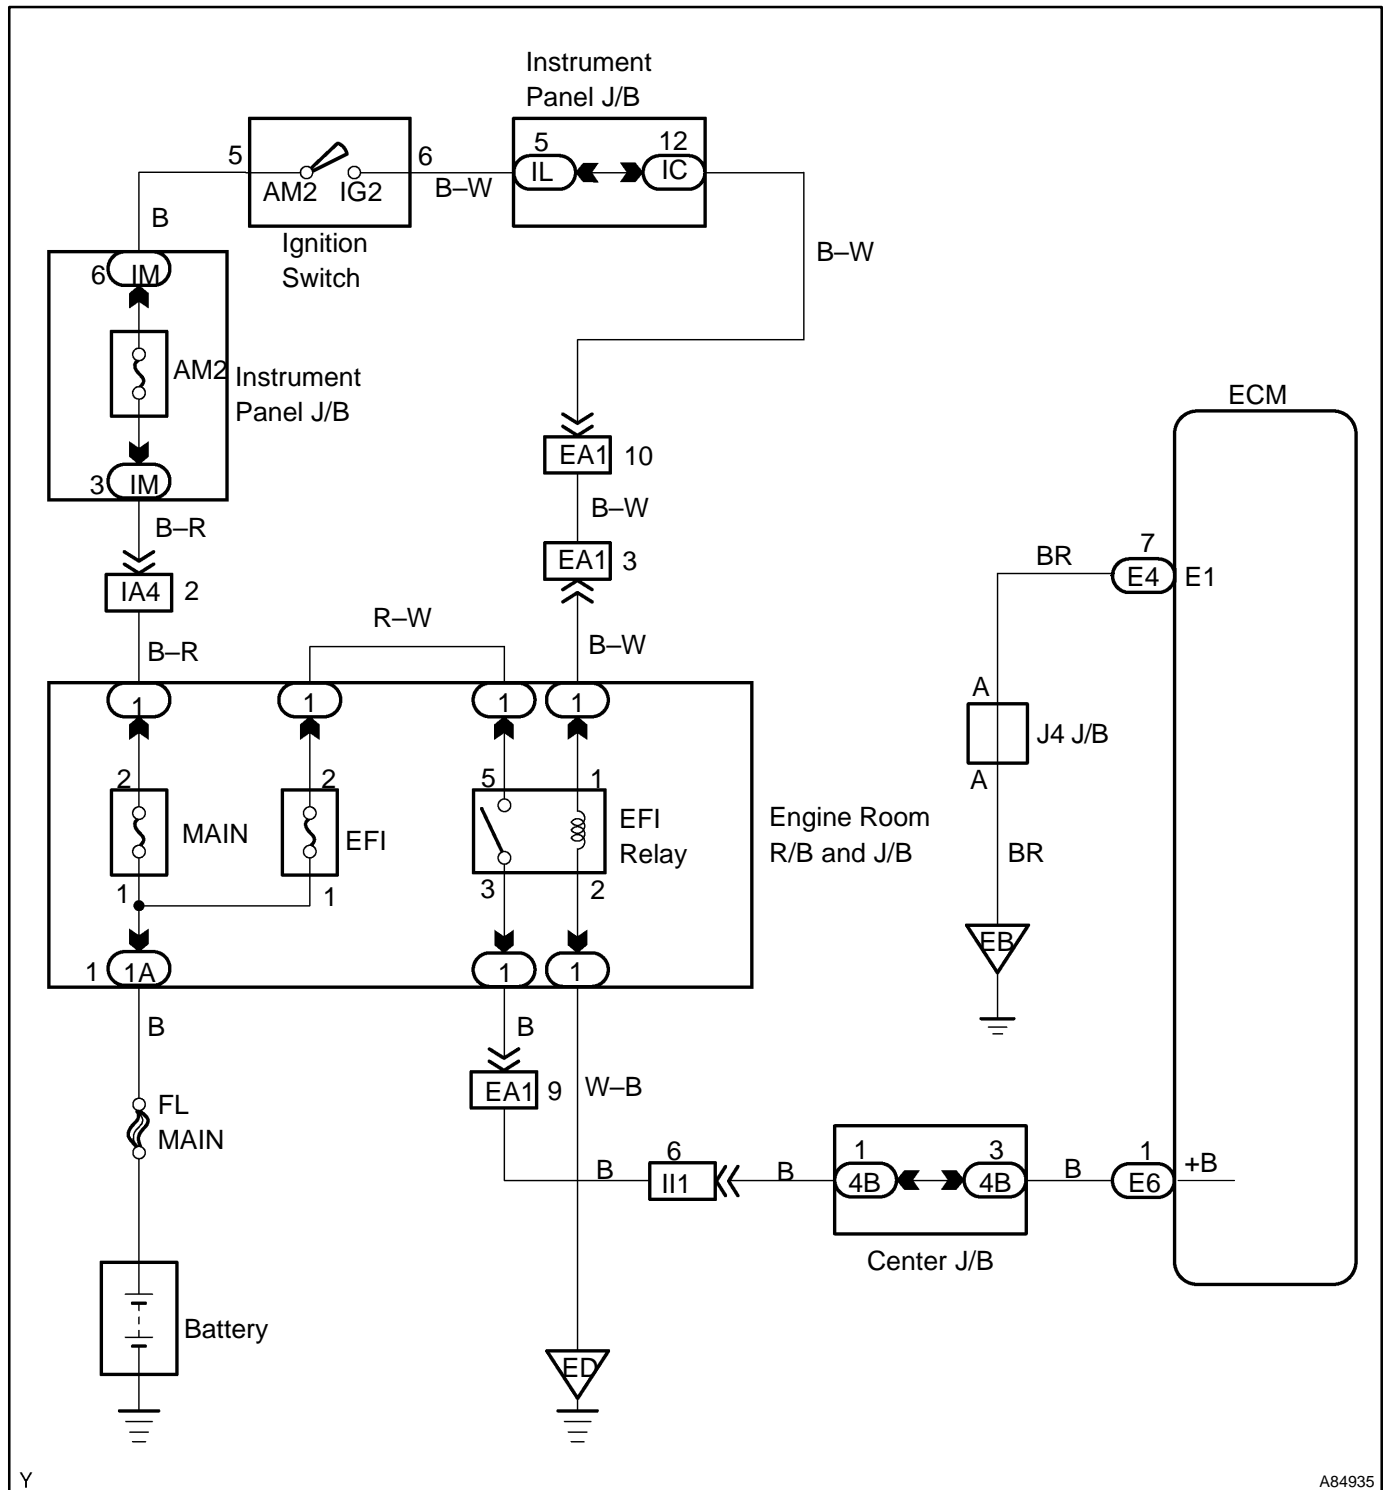 Instrument
Panel J/B
5
12
5
6
IL
IC
AM2 IG2
B–W
B
Ignition
Switch
B–W
6
IM
AM2
Instrument
Panel J/B
ECM
3
IM
EA1
10
B–R
B–W
7
EA1
3
BR
E4
E1
IA4
2
R–W
B–R
B–W
A
1
1
1
1
J4 J/B
A
2
2
5
1
MAIN
EFI
EFI
Relay
Engine Room
R/B and J/B
BR
1
1
3
2
EB
1
1A
1
1
B
B
EA1
9
W–B
FL
MAIN
6
1
3
1
+B
B
II1
B
4B
4B
B
E6
Center J/B
Battery
ED
Y
A84935